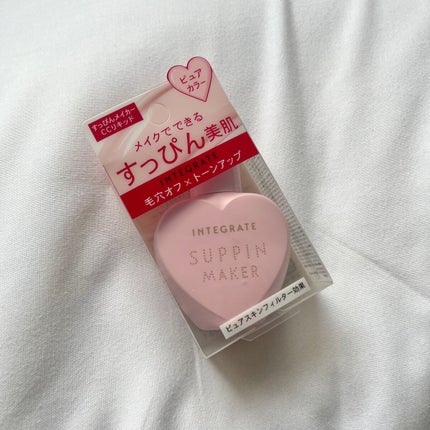 ピュア
カラー
すっぴんメイカー
CCリキッド
メイクでできる
すっぴん美肌
INTEGRATE
毛穴オフ×トーンアップ
INTEGRATE
SUPPIN
MAKER
ピュアスキンフィルター効果